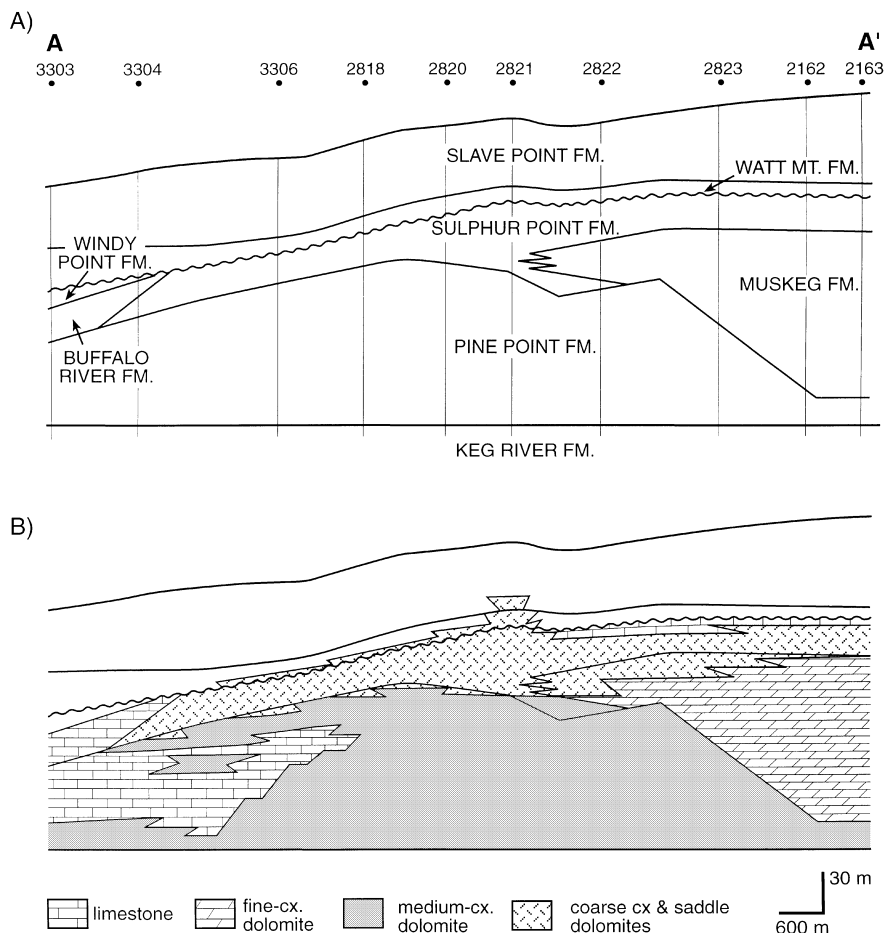 A)
A
A'
3303
3304
3306
2818
2820
2821
2822
2823
2162
2163
SLAVE POINT FM.
WATT MT. FM.
SULPHUR POINT FM.
WINDY
POINT FM.
MUSKEG FM.
BUFFALO
RIVER FM.
PINE POINT FM.
KEG RIVER FM.
B)
30 m
600 m
limestone
fine-cx.
dolomite
medium-cx.
dolomite
coarse cx & saddle
dolomites